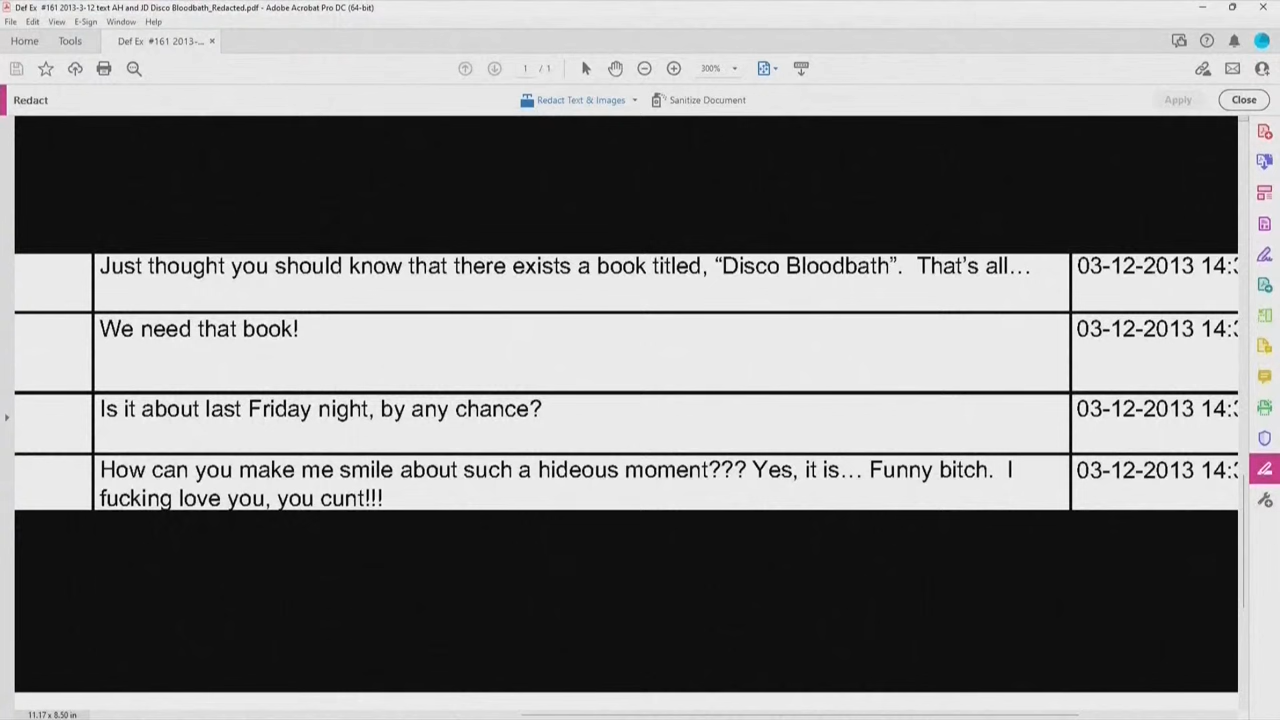 Def Ex #161 2013-3-12 text AH and JD Disco Bloodbath_Redacted.pdf - Adobe Acrobat Pro DC (64-bit)
File Edit View E-Sign Window Help
Home Tools Def Ex #161 2013-... ×
1 / 1 300%
Redact Redact Text & Images Sanitize Document Apply Close
Just thought you should know that there exists a book titled, “Disco Bloodbath”. That’s all… 03-12-2013 14:
We need that book! 03-12-2013 14:
Is it about last Friday night, by any chance? 03-12-2013 14:
How can you make me smile about such a hideous moment??? Yes, it is… Funny bitch. I 03-12-2013 14:
fucking love you, you cunt!!!
11.17 x 8.50 in